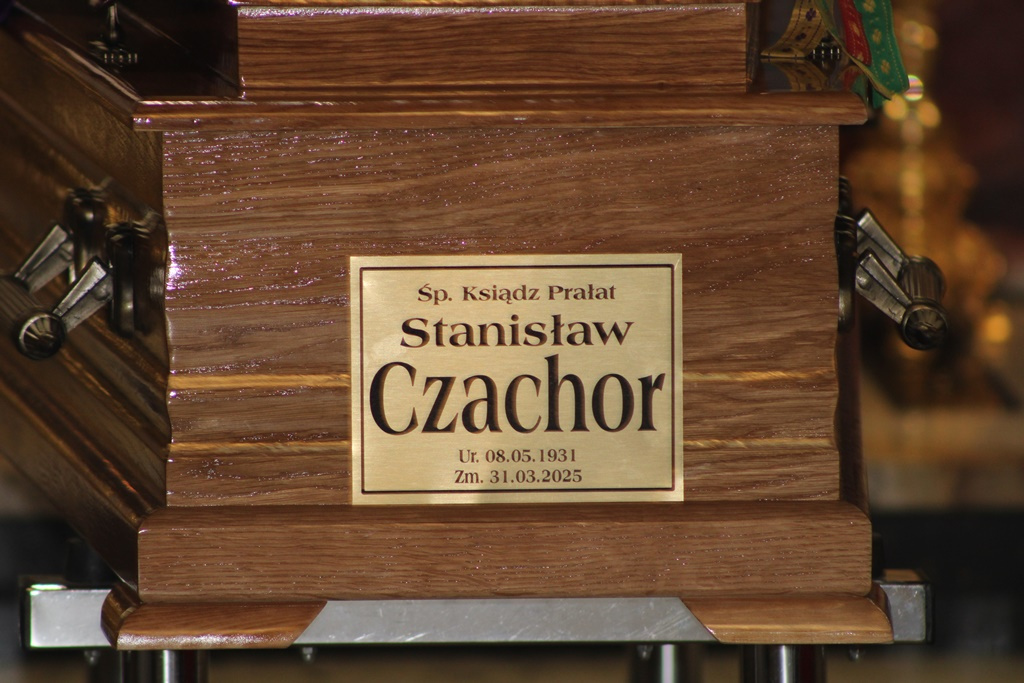 Śp. Ksiądz Prałat
Stanisław
Czachor
Ur. 08.05.1931
Zm. 31.03.2025